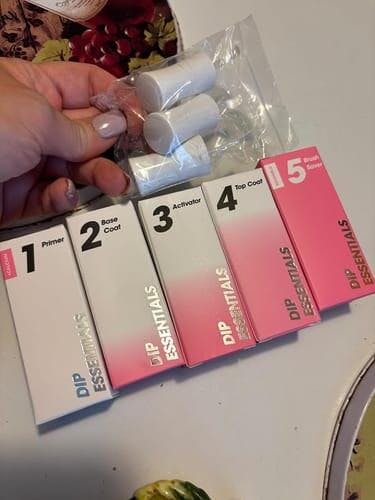 1 Primer
DIP
ESSENTIALS
2 Base
Coat
DIP
ESSENTIALS
3 Activator
DIP
ESSENTIALS
4 Top Coat
DIP
ESSENTIALS
5 Brush
Saver
DIP
ESSENTIALS